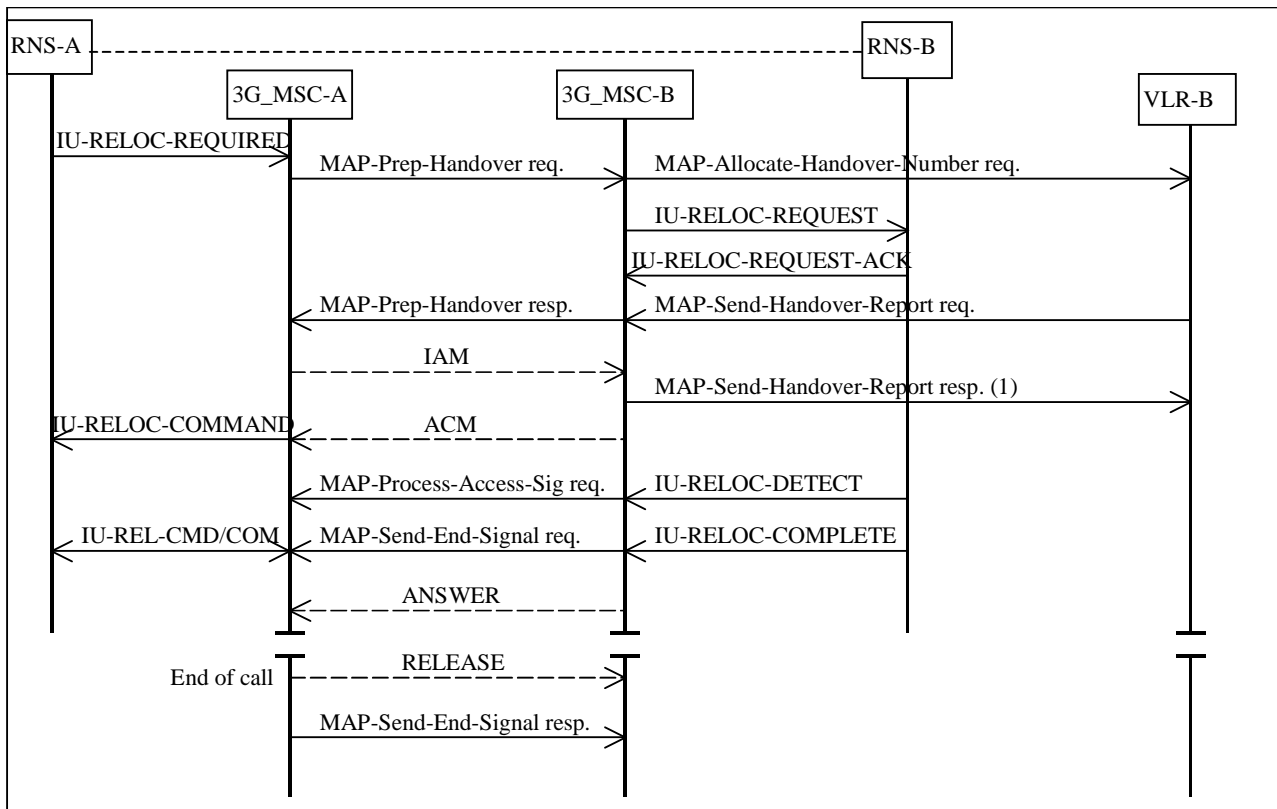 RNS-A
RNS-B
3G_MSC-A
3G_MSC-B
VLR-B
IU-RELOC-REQUIRED
MAP-Prep-Handover req.
MAP-Allocate-Handover-Number req.
IU-RELOC-REQUEST
IU-RELOC-REQUEST-ACK
MAP-Prep-Handover resp.
MAP-Send-Handover-Report req.
IAM
MAP-Send-Handover-Report resp. (1)
IU-RELOC-COMMAND
ACM
MAP-Process-Access-Sig req.
IU-RELOC-DETECT
IU-REL-CMD/COM
MAP-Send-End-Signal req.
IU-RELOC-COMPLETE
ANSWER
RELEASE
End of call
MAP-Send-End-Signal resp.